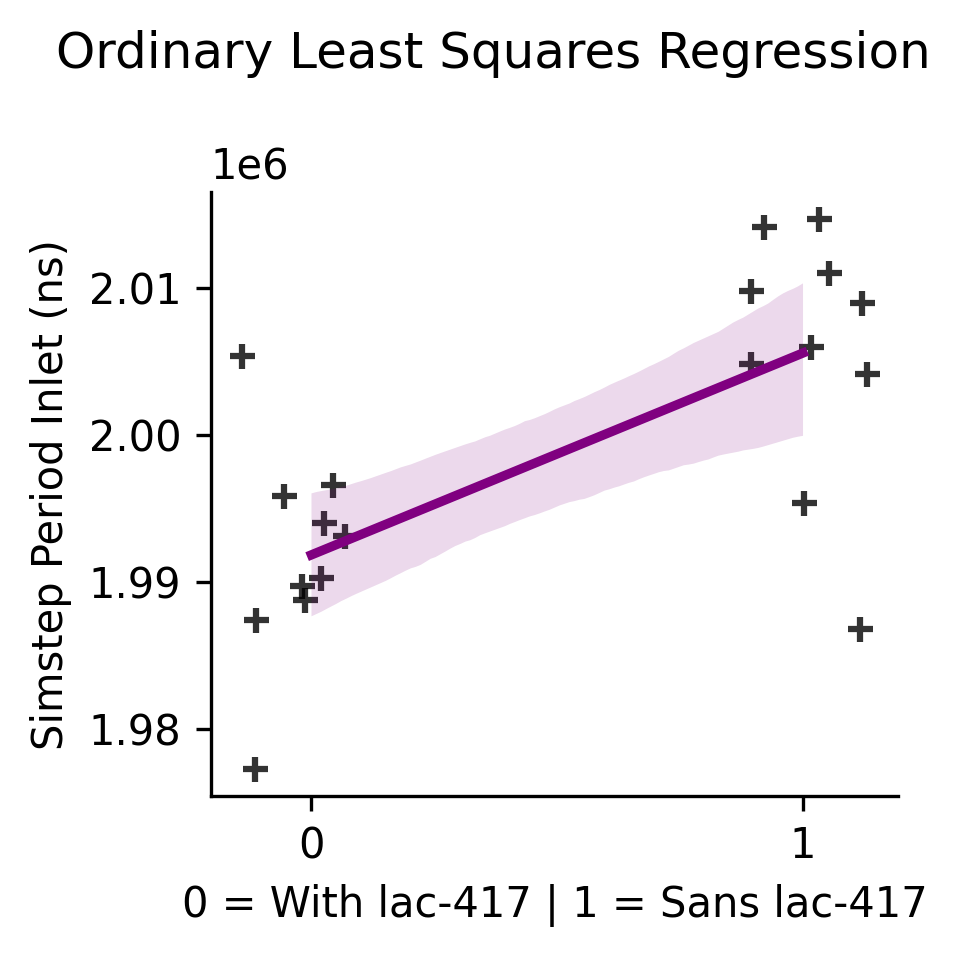 Ordinary Least Squares Regression
1e6
Simstep Period Inlet (ns)
2.01
2.00
1.99
1.98
0 1
0 = With lac-417 | 1 = Sans lac-417